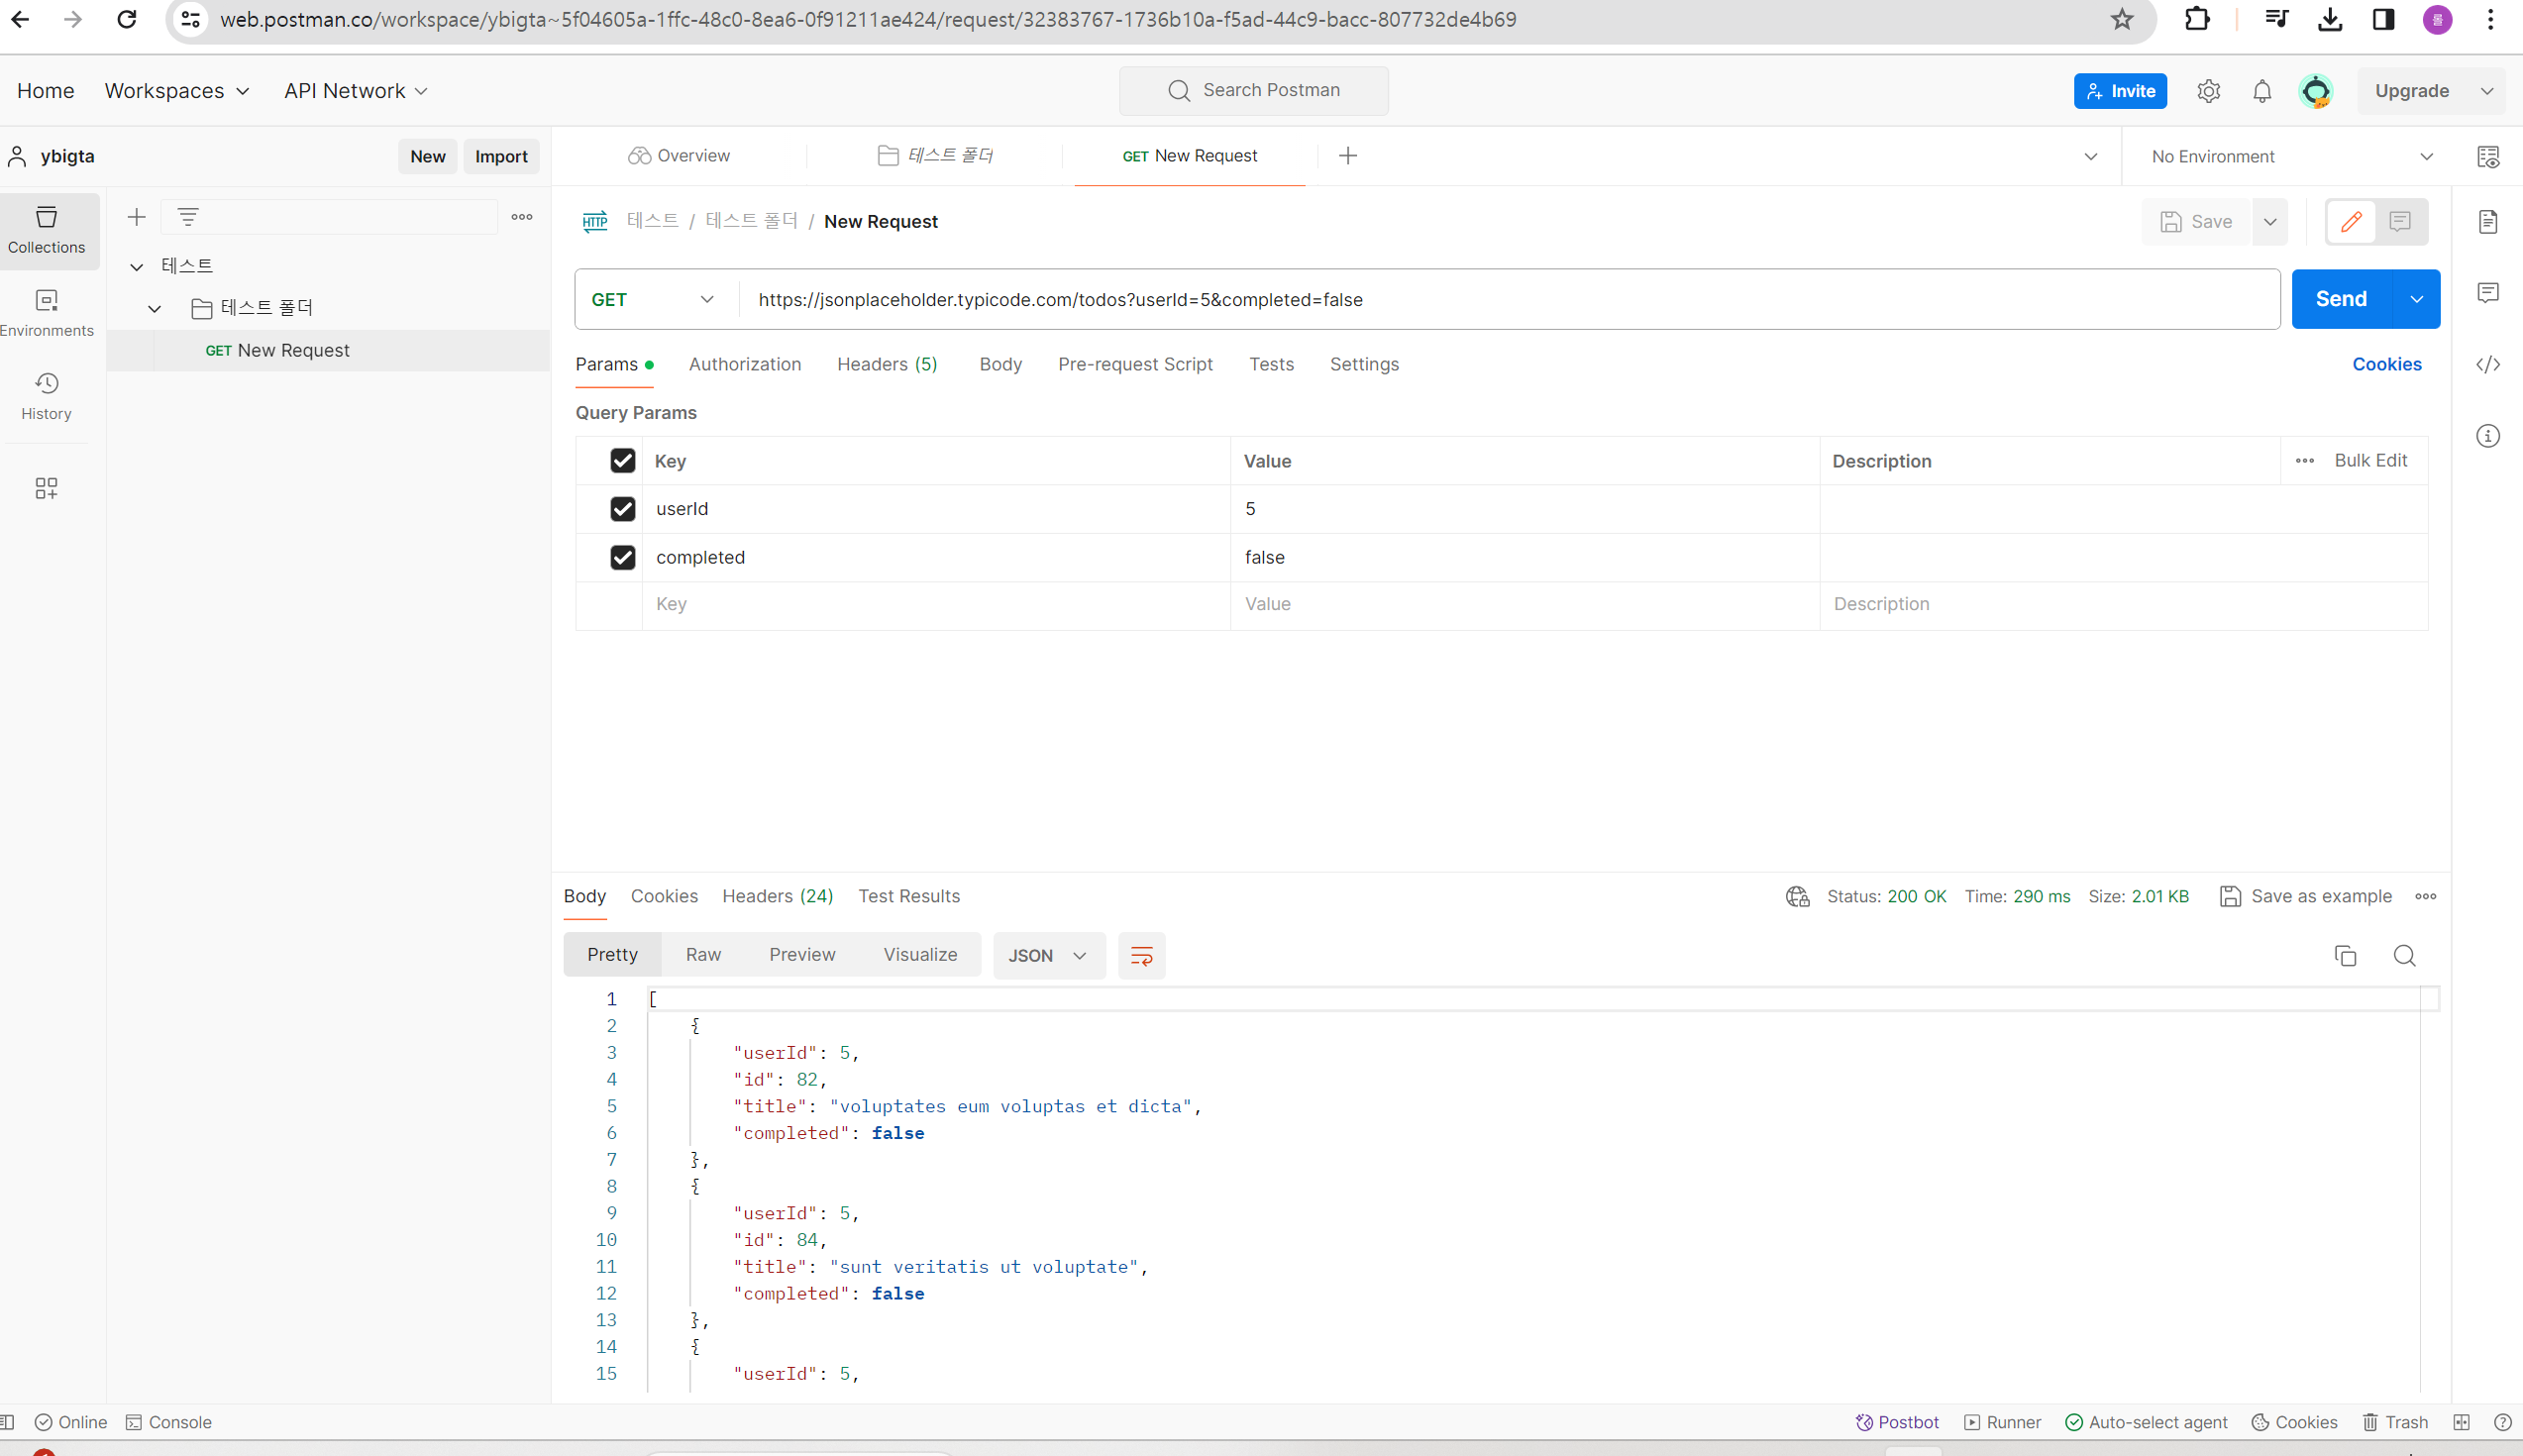 web.postman.co/workspace/ybigta~5f04605a-1ffc-48c0-8ea6-0f91211ae424/request/32383767-1736b10a-f5ad-44c9-bacc-807732de4b69
롤
Home Workspaces API Network Search Postman Invite Upgrade
ybigta New Import Overview 테스트 폴더 GET New Request No Environment
Collections
Environments
History
테스트
테스트 폴더
GET New Request
HTTP 테스트 / 테스트 폴더 / New Request Save
GET https://jsonplaceholder.typicode.com/todos?userId=5&completed=false Send
Params Authorization Headers (5) Body Pre-request Script Tests Settings Cookies
Query Params
Key Value Description Bulk Edit
userId 5
completed false
Key Value Description
Body Cookies Headers (24) Test Results Status: 200 OK Time: 290 ms Size: 2.01 KB Save as example
Pretty Raw Preview Visualize JSON
1 [
2 {
3 "userId": 5,
4 "id": 82,
5 "title": "voluptates eum voluptas et dicta",
6 "completed": false
7 },
8 {
9 "userId": 5,
10 "id": 84,
11 "title": "sunt veritatis ut voluptate",
12 "completed": false
13 },
14 {
15 "userId": 5,
Online Console Postbot Runner Auto-select agent Cookies Trash